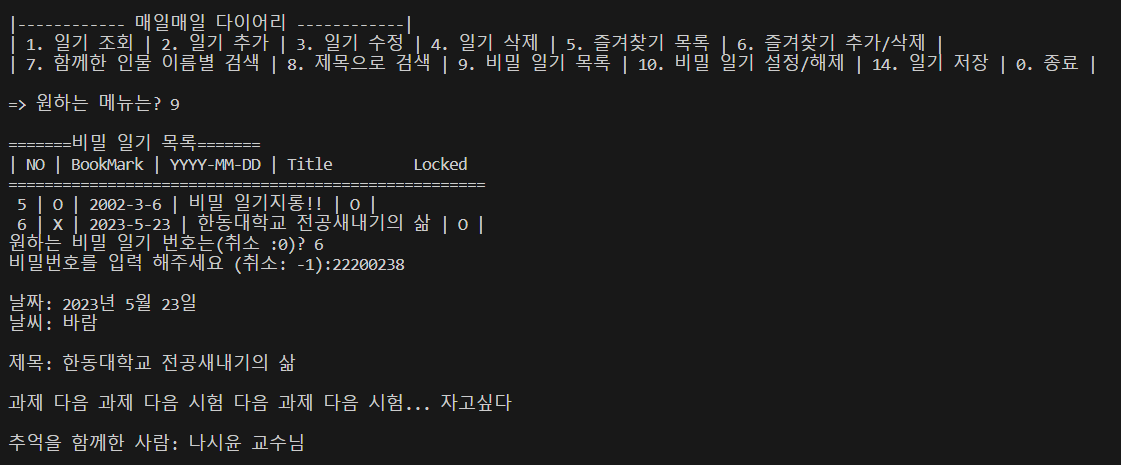 |------------ 매일매일 다이어리 ------------|
| 1. 일기 조회 | 2. 일기 추가 | 3. 일기 수정 | 4. 일기 삭제 | 5. 즐겨찾기 목록 | 6. 즐겨찾기 추가/삭제 |
| 7. 함께한 인물 이름별 검색 | 8. 제목으로 검색 | 9. 비밀 일기 목록 | 10. 비밀 일기 설정/해제 | 14. 일기 저장 | 0. 종료 |
=> 원하는 메뉴는? 9
=======비밀 일기 목록=======
| NO | BookMark | YYYY-MM-DD | Title         Locked
=====================================================
 5 | O | 2002-3-6 | 비밀 일기지롱!! | O |
 6 | X | 2023-5-23 | 한동대학교 전공새내기의 삶 | O |
원하는 비밀 일기 번호는(취소 :0)? 6
비밀번호를 입력 해주세요 (취소: -1):22200238
날짜: 2023년 5월 23일
날씨: 바람
제목: 한동대학교 전공새내기의 삶
과제 다음 과제 다음 시험 다음 과제 다음 시험... 자고싶다
추억을 함께한 사람: 나시윤 교수님